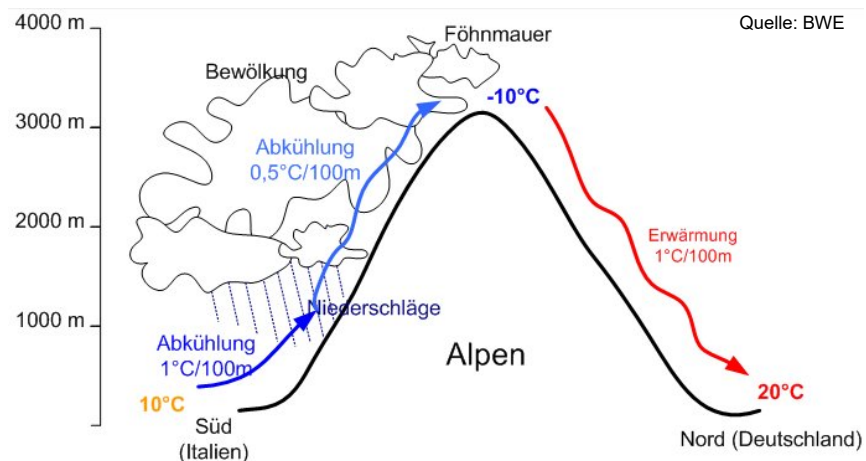 4000 m
Föhnmauer
Quelle: BWE
Bewölkung
-10°C
3000 m
Abkühlung
0,5°C/100m
2000 m
Erwärmung
1°C/100m
Niederschläge
1000 m
Abkühlung
1°C/100m
Alpen
10°C
20°C
Süd
(Italien)
Nord (Deutschland)